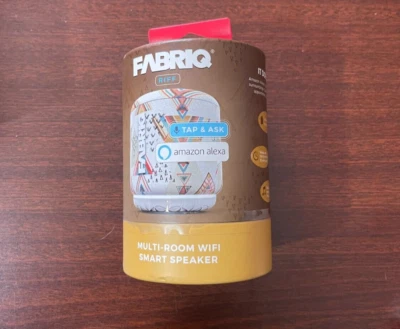 FABRIQ
RIFF
TAP & ASK
amazon alexa
MULTI-ROOM WIFI
SMART SPEAKER